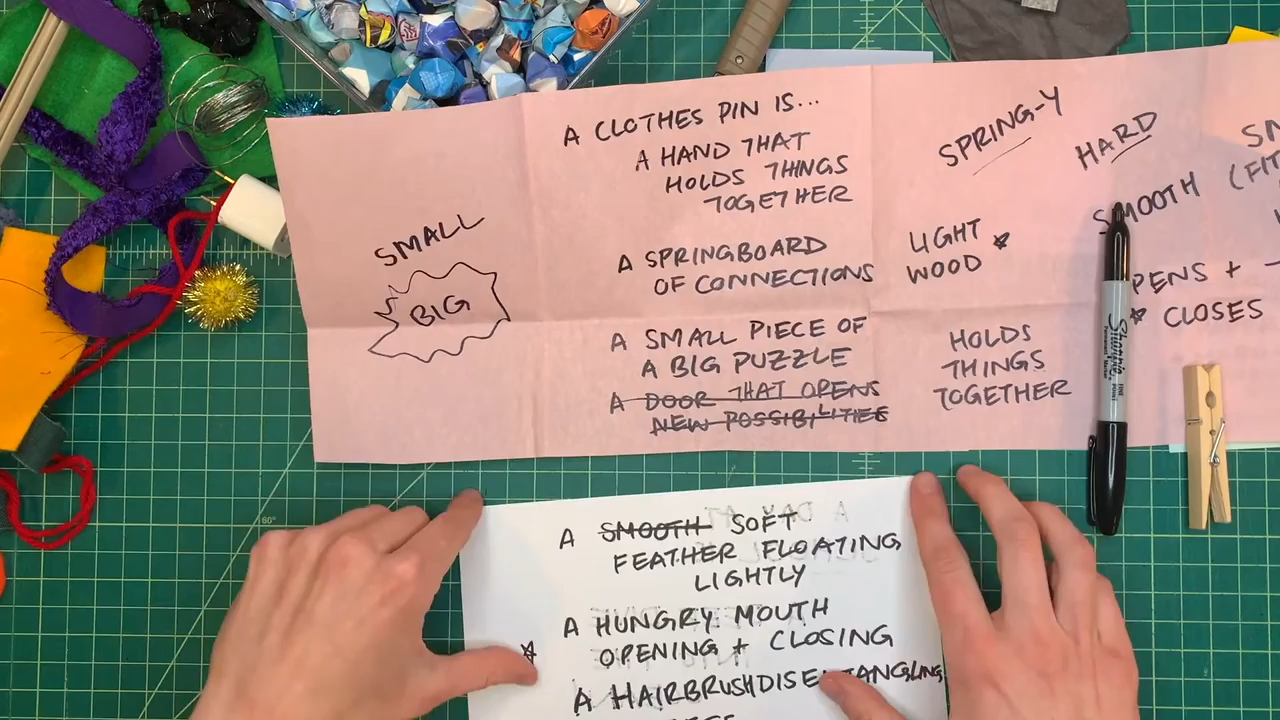 A CLOTHES PIN IS...
A HAND THAT
HOLDS THINGS
TOGETHER
A SPRINGBOARD
OF CONNECTIONS
A SMALL PIECE OF
A BIG PUZZLE
A DOOR THAT OPENS
NEW POSSIBILITIES
SMALL
BIG
SPRING-Y
HARD
SMOOTH
LIGHT
WOOD
HOLDS
THINGS
TOGETHER
CLOSES
Sharpie
A SMOOTH SOFT
FEATHER FLOATING
LIGHTLY
A HUNGRY MOUTH
OPENING + CLOSING
A HAIRBRUSH
60°